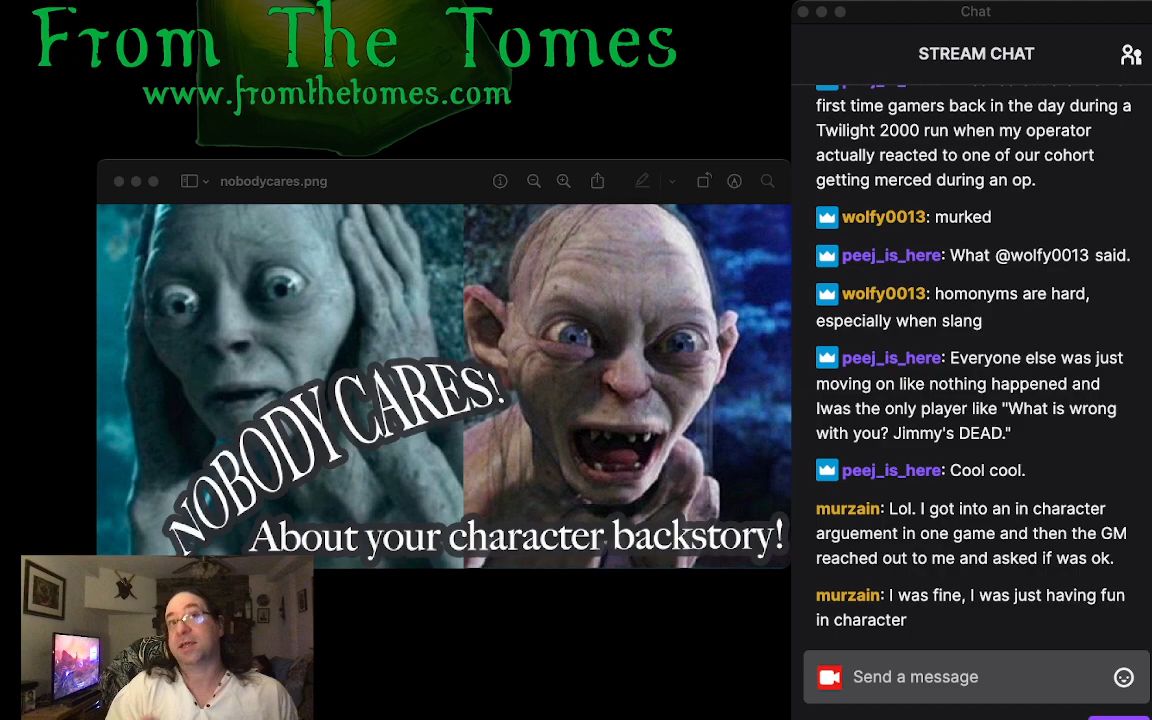 From The Tomes
www.fromthetomes.com
nobodycares.png
NOBODY CARES!
About your character backstory!
Chat
STREAM CHAT
first time gamers back in the day during a
Twilight 2000 run when my operator
actually reacted to one of our cohort
getting merced during an op.
wolfy0013: murked
peej_is_here: What @wolfy0013 said.
wolfy0013: homonyms are hard,
especially when slang
peej_is_here: Everyone else was just
moving on like nothing happened and
Iwas the only player like "What is wrong
with you? Jimmy's DEAD."
peej_is_here: Cool cool.
murzain: Lol. I got into an in character
arguement in one game and then the GM
reached out to me and asked if was ok.
murzain: I was fine, I was just having fun
in character
Send a message